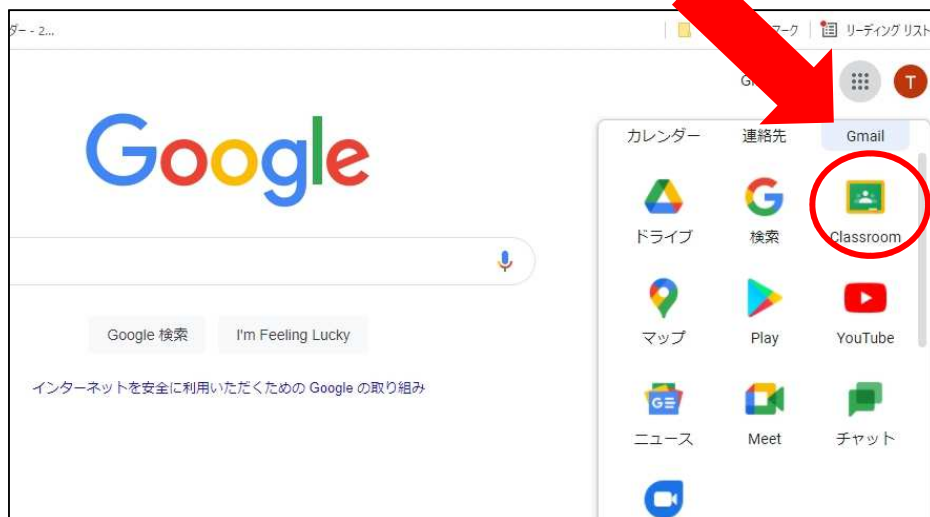 ダー - 2...
マーク
リーディング リスト
G
T
Google
カレンダー 連絡先 Gmail
ドライブ 検索 Classroom
マップ Play YouTube
Google 検索 I'm Feeling Lucky
インターネットを安全に利用いただくための Google の取り組み
GE
ニュース Meet チャット